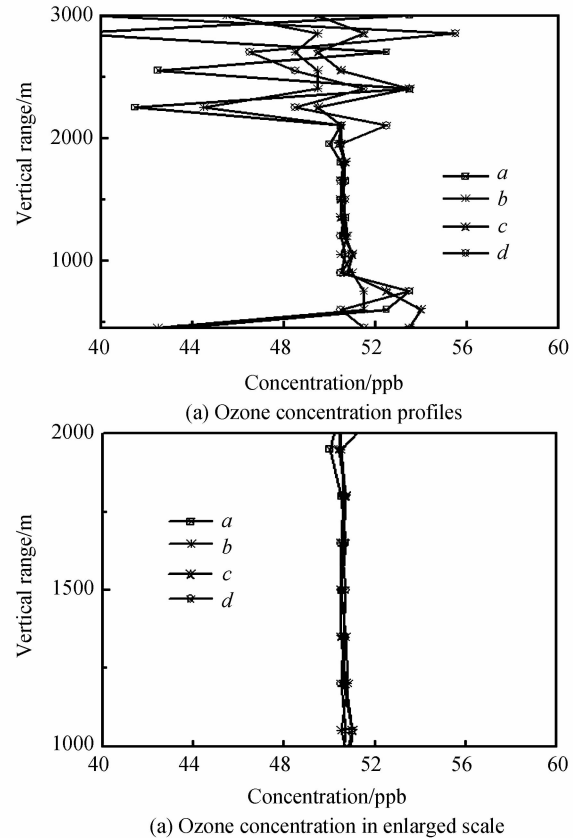 3000
2000
1000
Vertical range/m
a
b
c
d
40 44 48 52 56 60
Concentration/ppb
(a) Ozone concentration profiles
2000
1500
1000
Vertical range/m
a
b
c
d
40 44 48 52 56 60
Concentration/ppb
(a) Ozone concentration in enlarged scale